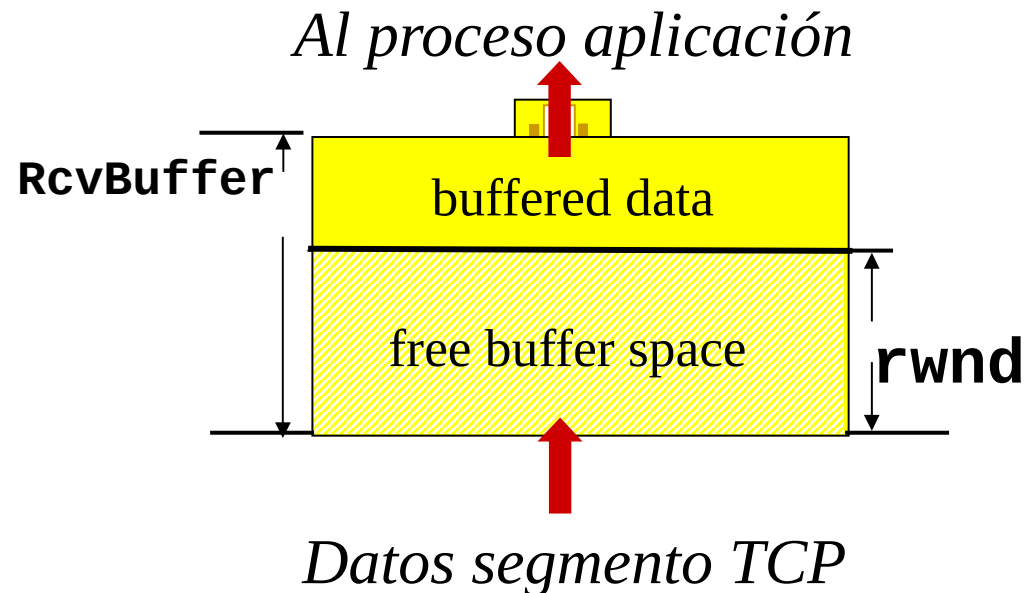 Al proceso aplicación
RcvBuffer
buffered data
free buffer space
rwnd
Datos segmento TCP